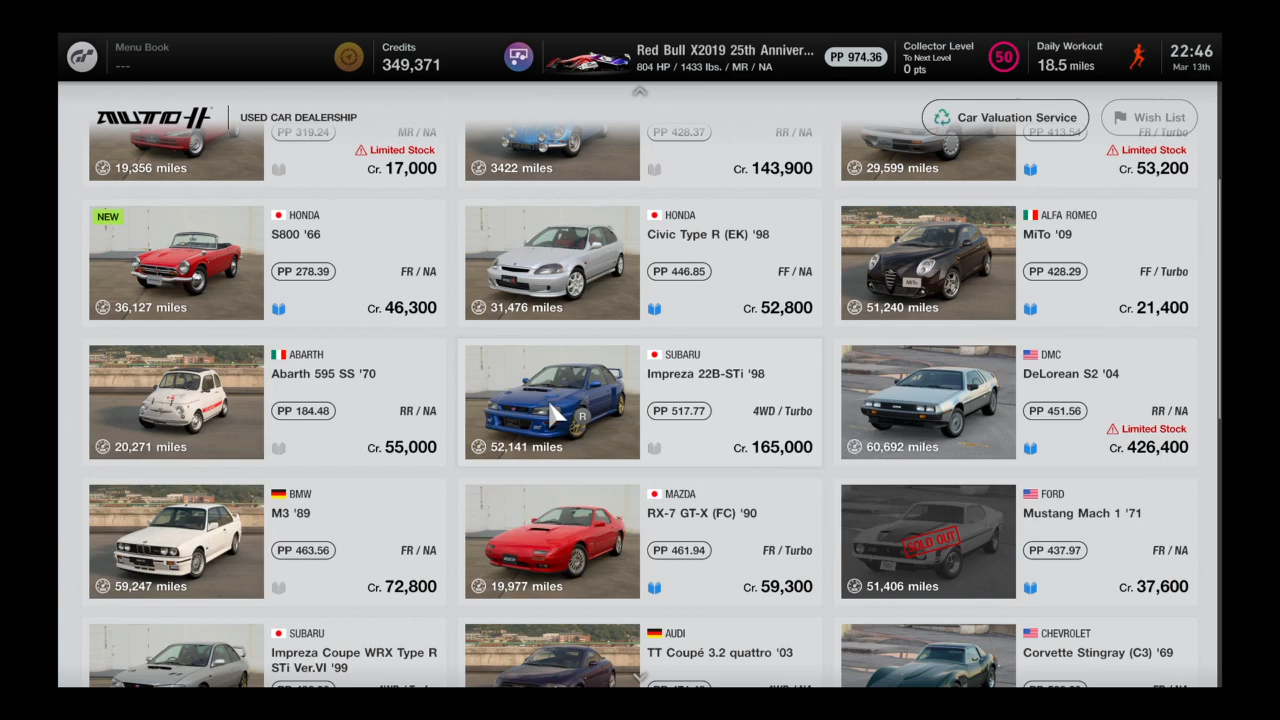 Menu Book
---
Credits
349,371
Red Bull X2019 25th Anniver...
804 HP / 1433 lbs. / MR / NA
PP 974.36
Collector Level
To Next Level
0 pts
50
Daily Workout
18.5 miles
22:46
Mar 13th
AUTO
USED CAR DEALERSHIP
Car Valuation Service
Wish List
PP 319.24
MR / NA
Limited Stock
19,356 miles
Cr. 17,000
PP 428.37
RR / NA
3422 miles
Cr. 143,900
PP 413.54
FR / Turbo
Limited Stock
29,599 miles
Cr. 53,200
NEW
HONDA
S800 '66
PP 278.39
FR / NA
36,127 miles
Cr. 46,300
HONDA
Civic Type R (EK) '98
PP 446.85
FF / NA
31,476 miles
Cr. 52,800
ALFA ROMEO
MiTo '09
PP 428.29
FF / Turbo
MiTo
51,240 miles
Cr. 21,400
ABARTH
Abarth 595 SS '70
PP 184.48
RR / NA
20,271 miles
Cr. 55,000
SUBARU
Impreza 22B-STi '98
PP 517.77
4WD / Turbo
R
52,141 miles
Cr. 165,000
DMC
DeLorean S2 '04
PP 451.56
RR / NA
Limited Stock
60,692 miles
Cr. 426,400
BMW
M3 '89
PP 463.56
FR / NA
59,247 miles
Cr. 72,800
MAZDA
RX-7 GT-X (FC) '90
PP 461.94
FR / Turbo
19,977 miles
Cr. 59,300
FORD
Mustang Mach 1 '71
PP 437.97
FR / NA
SOLD OUT
51,406 miles
Cr. 37,600
SUBARU
Impreza Coupe WRX Type R
STi Ver.VI '99
AUDI
TT Coupé 3.2 quattro '03
CHEVROLET
Corvette Stingray (C3) '69